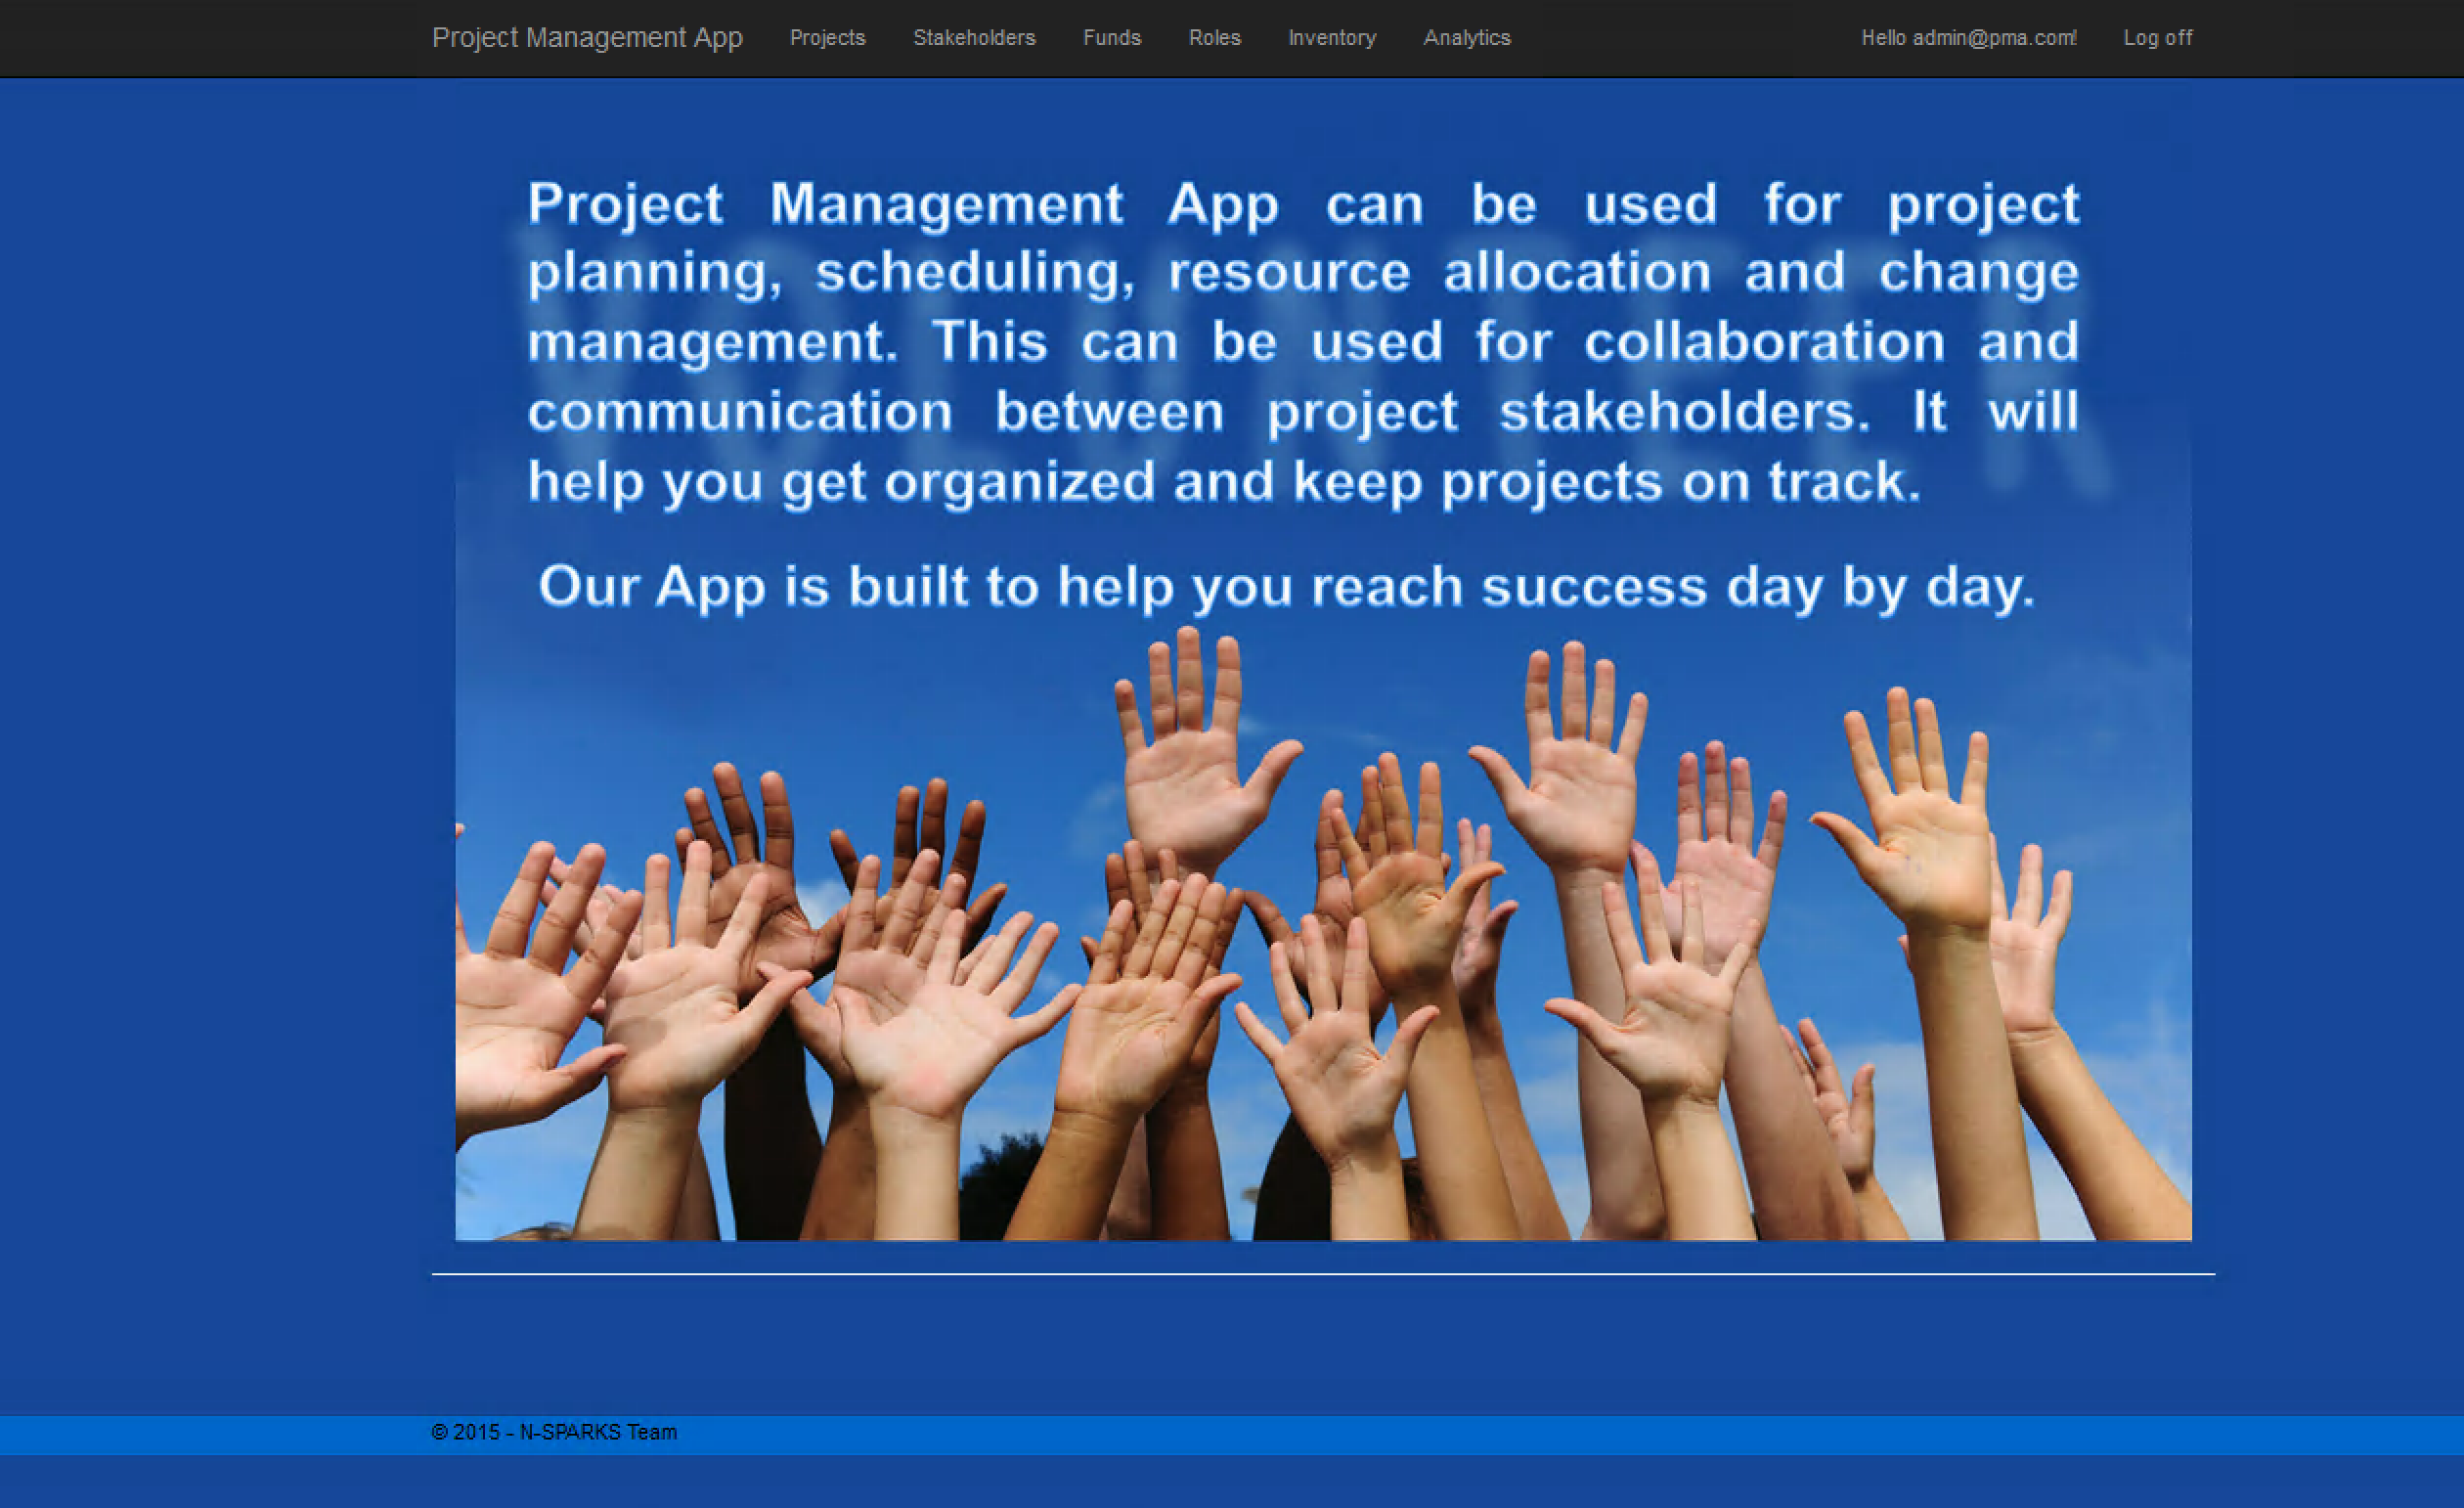 Project Management App Projects Stakeholders Funds Roles Inventory Analytics Hello admin@pma.com! Log off
Project Management App can be used for project
planning, scheduling, resource allocation and change
management. This can be used for collaboration and
communication between project stakeholders. It will
help you get organized and keep projects on track.
VOLUNTEER
Our App is built to help you reach success day by day.
© 2015 - N-SPARKS Team